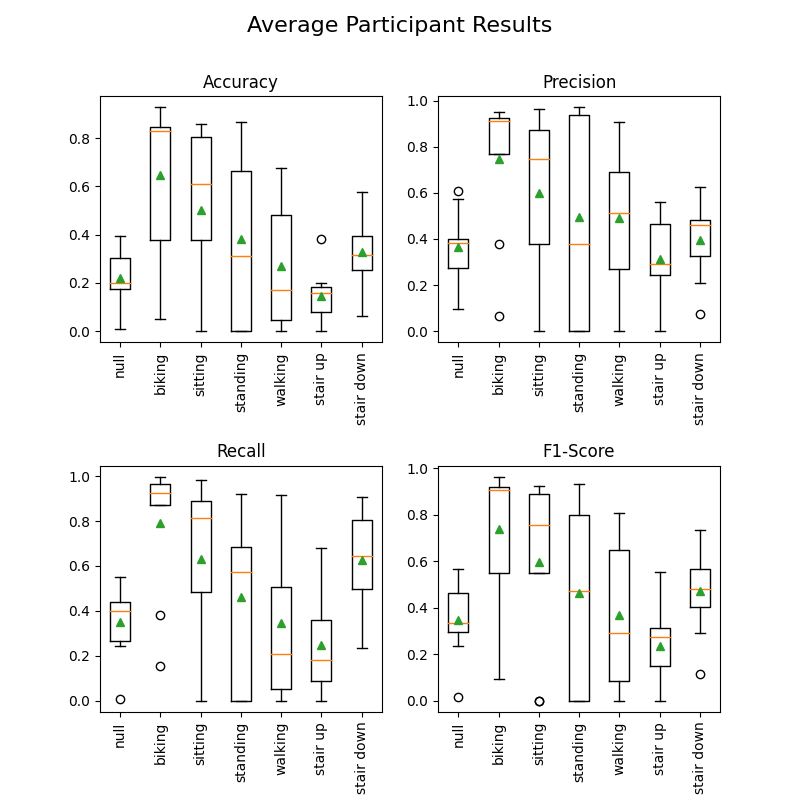 Average Participant Results
Accuracy
0.8
0.6
0.4
0.2
0.0
null
biking
sitting
standing
walking
stair up
stair down
Precision
1.0
0.8
0.6
0.4
0.2
0.0
null
biking
sitting
standing
walking
stair up
stair down
Recall
1.0
0.8
0.6
0.4
0.2
0.0
null
biking
sitting
standing
walking
stair up
stair down
F1-Score
1.0
0.8
0.6
0.4
0.2
0.0
null
biking
sitting
standing
walking
stair up
stair down